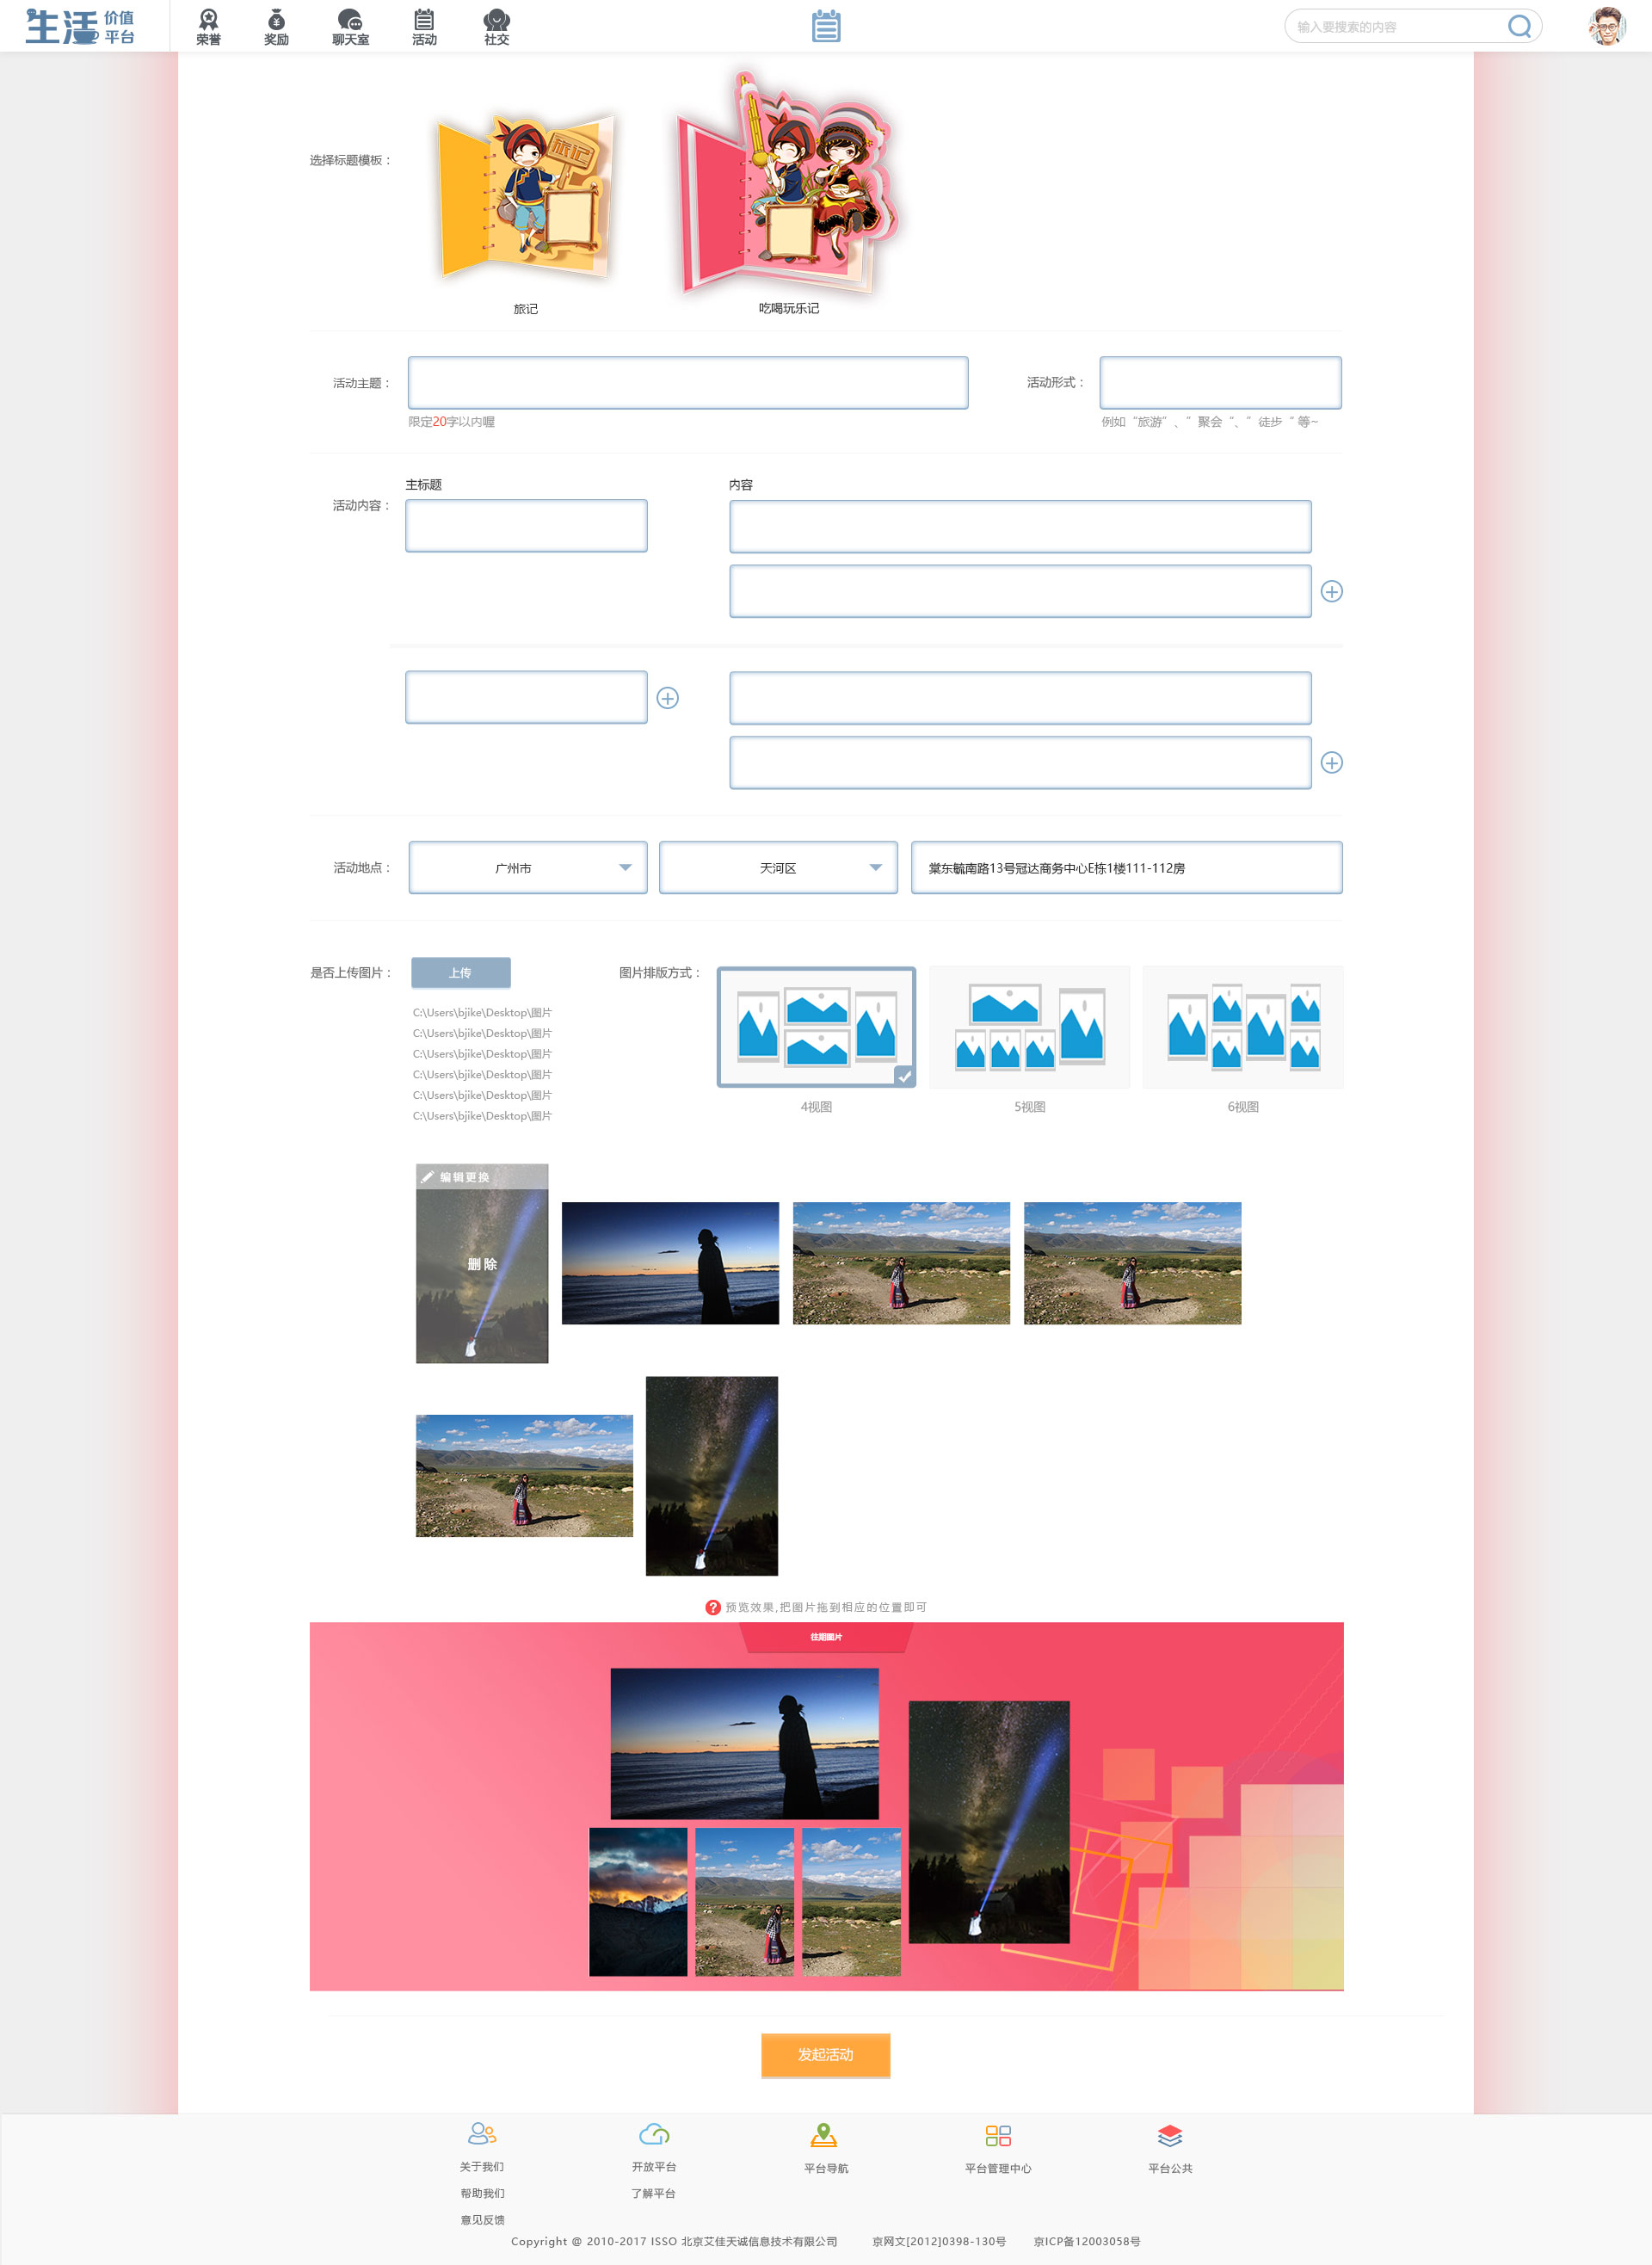 生活 价值平台
荣誉 奖励 聊天室 活动 社交 输入要搜索的内容
选择标题模板：
旅记
旅记 吃喝玩乐记
活动主题： 活动形式：
限定20字以内喔 例如“旅游”、”聚会“、”徒步“等~
主标题 内容
活动内容：
活动地点： 广州市 天河区 棠东毓南路13号冠达商务中心E栋1楼111-112房
是否上传图片： 上传 图片排版方式：
C:\Users\bjike\Desktop\图片
C:\Users\bjike\Desktop\图片
C:\Users\bjike\Desktop\图片
C:\Users\bjike\Desktop\图片
C:\Users\bjike\Desktop\图片
C:\Users\bjike\Desktop\图片
4视图 5视图 6视图
编辑更换
删除
预览效果,把图片拖到相应的位置即可
往期图片
发起活动
关于我们 开放平台 平台导航 平台管理中心 平台公共
帮助我们 了解平台
意见反馈
Copyright @ 2010-2017 ISSO 北京艾佳天诚信息技术有限公司 京网文[2012]0398-130号 京ICP备12003058号